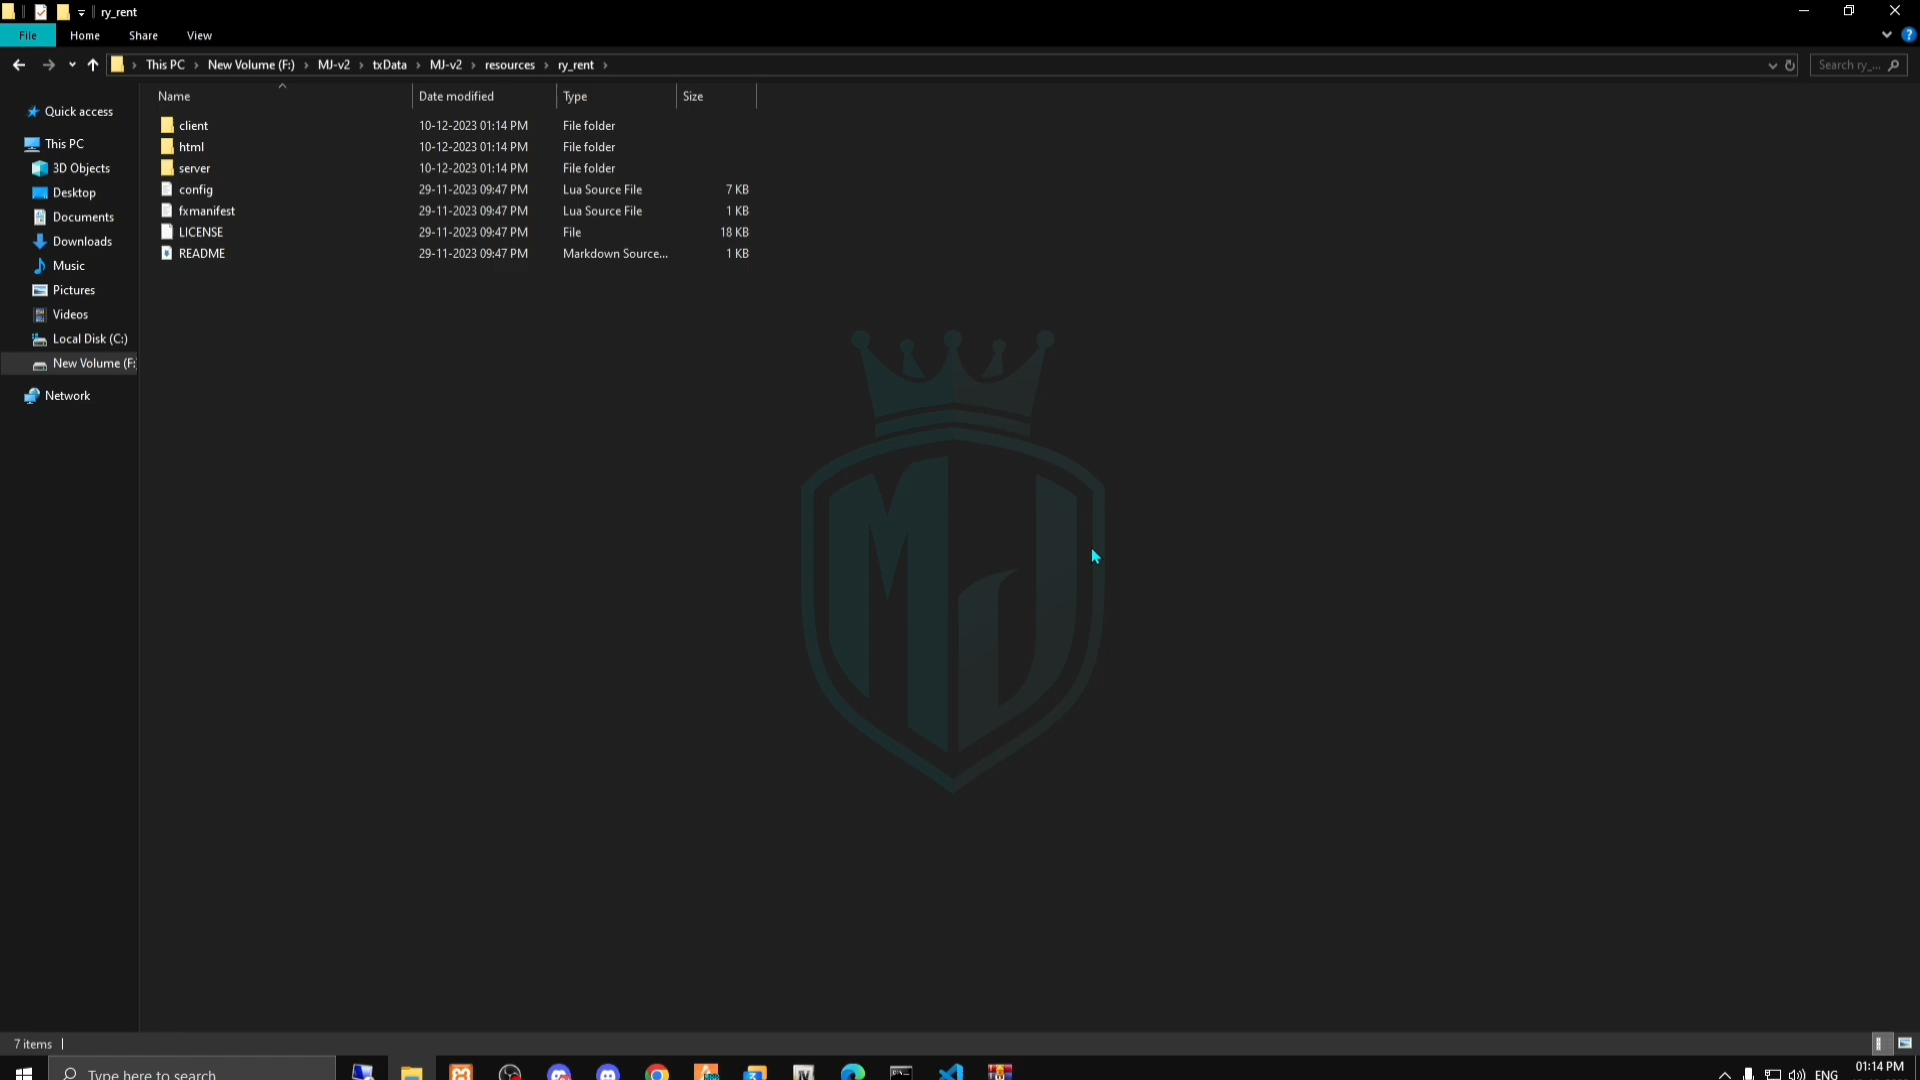 ry_rent
File Home Share View
This PC New Volume (F:) MJ-v2 txData MJ-v2 resources ry_rent
Search ry_...
Name Date modified Type Size
Quick access
This PC
3D Objects
Desktop
Documents
Downloads
Music
Pictures
Videos
Local Disk (C:)
New Volume (F:
Network
client 10-12-2023 01:14 PM File folder
html 10-12-2023 01:14 PM File folder
server 10-12-2023 01:14 PM File folder
config 29-11-2023 09:47 PM Lua Source File 7 KB
fxmanifest 29-11-2023 09:47 PM Lua Source File 1 KB
LICENSE 29-11-2023 09:47 PM File 18 KB
README 29-11-2023 09:47 PM Markdown Source... 1 KB
MJ
7 items
Type here to search
ENG
01:14 PM